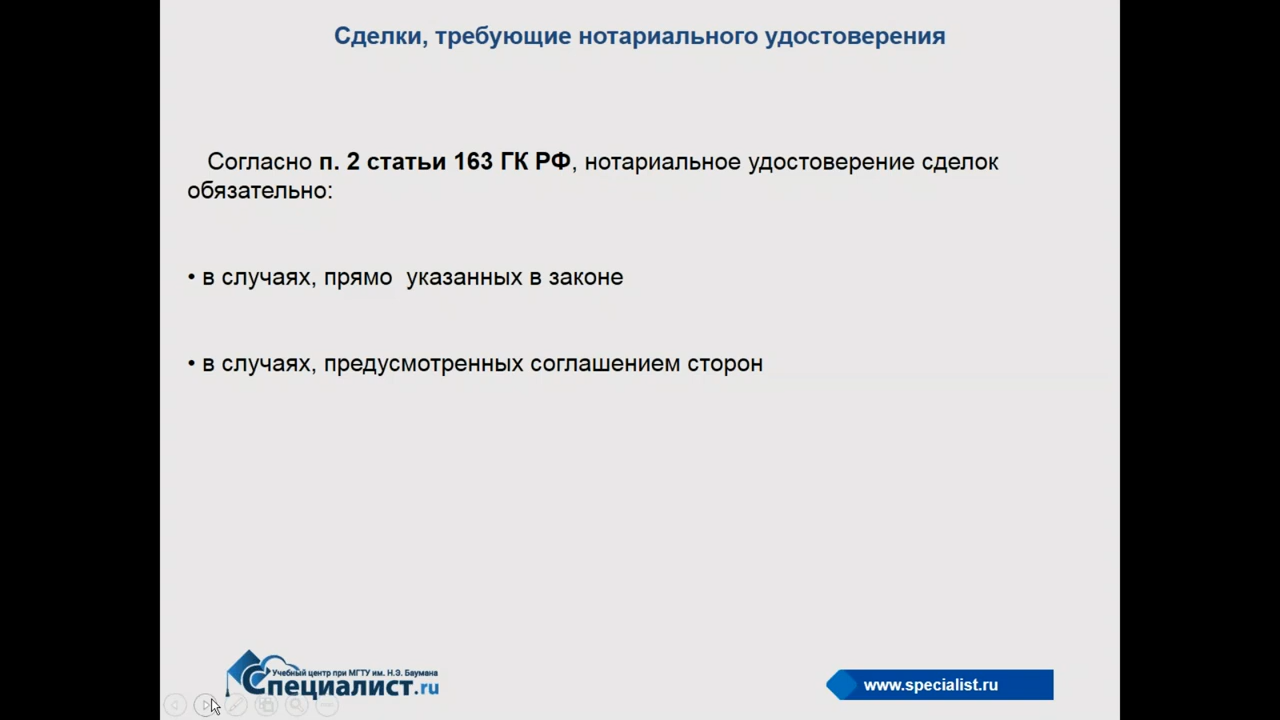 Сделки, требующие нотариального удостоверения
Согласно п. 2 статьи 163 ГК РФ, нотариальное удостоверение сделок
обязательно:
• в случаях, прямо указанных в законе
• в случаях, предусмотренных соглашением сторон
Учебный центр при МГТУ им. Н.Э. Баумана
Специалист.ru
www.specialist.ru